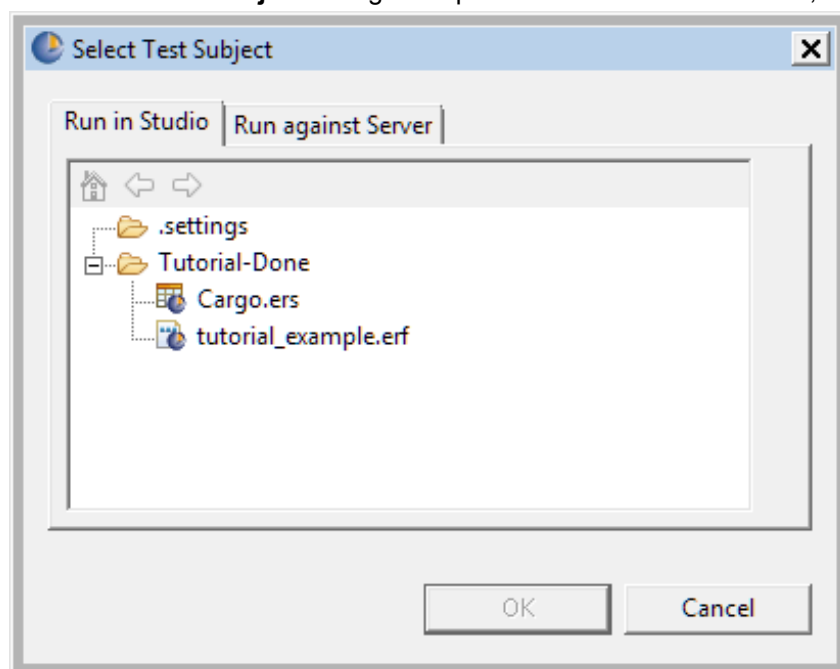 Select Test Subject
Run in Studio Run against Server
.settings
Tutorial-Done
Cargo.ers
tutorial_example.erf
OK Cancel